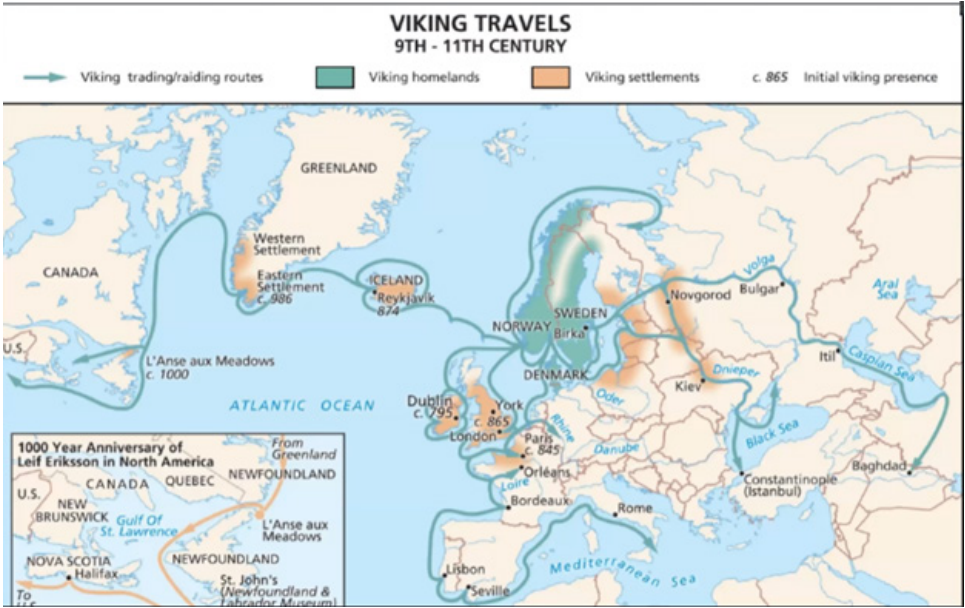 VIKING TRAVELS
9TH - 11TH CENTURY
Viking trading/raiding routes
Viking homelands
Viking settlements
c. 865 Initial viking presence
GREENLAND
Western
Settlement
Eastern
Settlement
c. 986
CANADA
U.S.
ICELAND
Reykjavik
874
L'Anse aux Meadows
c. 1000
ATLANTIC OCEAN
NORWAY
SWEDEN
Birka
DENMARK
Novgorod
Volga
Bulgar
Aral
Sea
Itil
Caspian Sea
Dnieper
Kiev
Oder
Dublin
c. 795
York
c. 865
London
Rhine
Paris
c. 845
Danube
Black Sea
Baghdad
Orléans
Loire
Constantinople
(Istanbul)
Bordeaux
Rome
Lisbon
Seville
Mediterranean Sea
1000 Year Anniversary of
Leif Eriksson in North America
From
Greenland
CANADA
QUEBEC
NEWFOUNDLAND
U.S.
NEW
BRUNSWICK
Gulf Of
St. Lawrence
L'Anse aux
Meadows
NOVA SCOTIA
Halifax
NEWFOUNDLAND
St. John's
(Newfoundland &
Labrador Museum)
To
U.S.